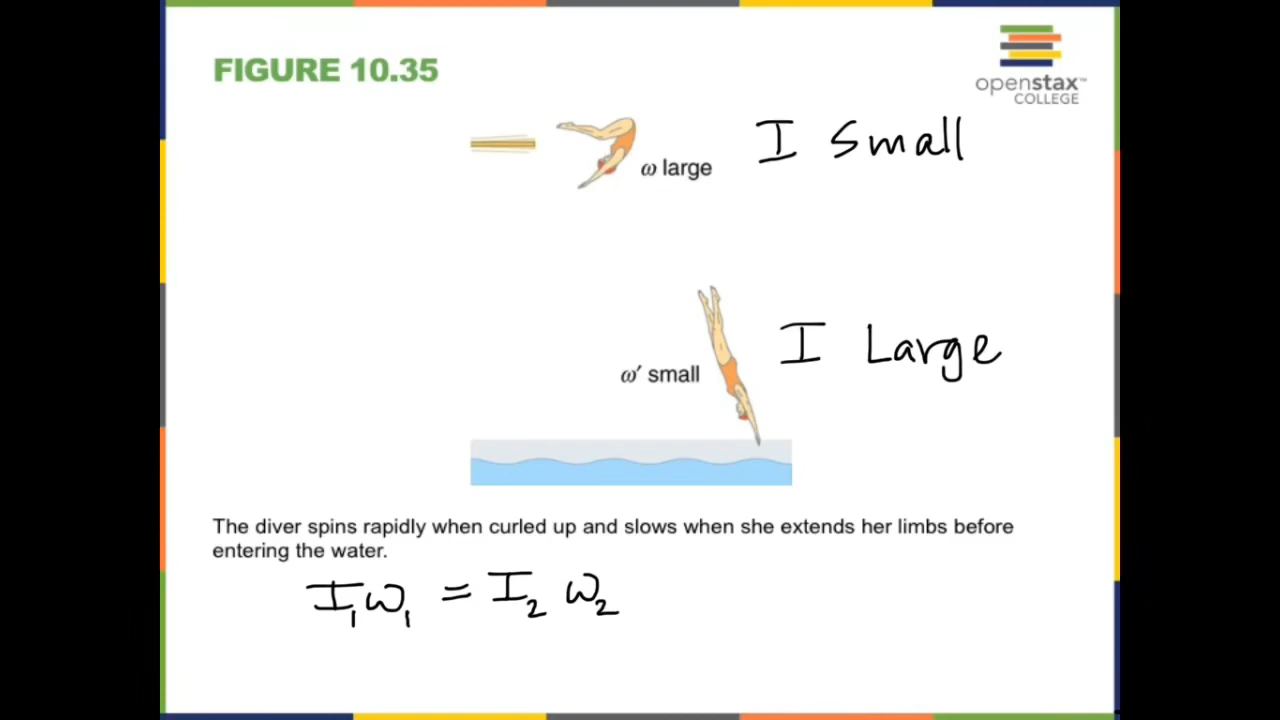 FIGURE 10.35
openstax™
COLLEGE
I Small
ω large
I Large
ω′ small
The diver spins rapidly when curled up and slows when she extends her limbs before
entering the water.
I₁ω₁ = I₂ ω₂